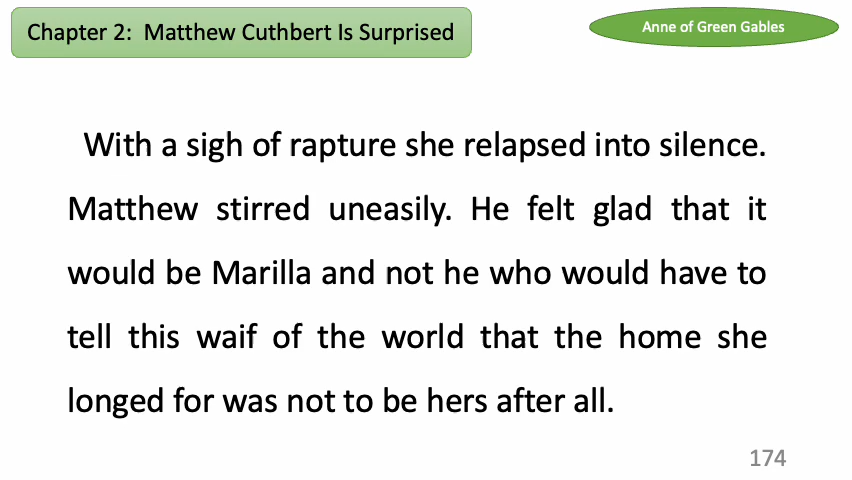 Chapter 2:  Matthew Cuthbert Is Surprised
Anne of Green Gables
With a sigh of rapture she relapsed into silence.
Matthew stirred uneasily. He felt glad that it
would be Marilla and not he who would have to
tell this waif of the world that the home she
longed for was not to be hers after all.
174